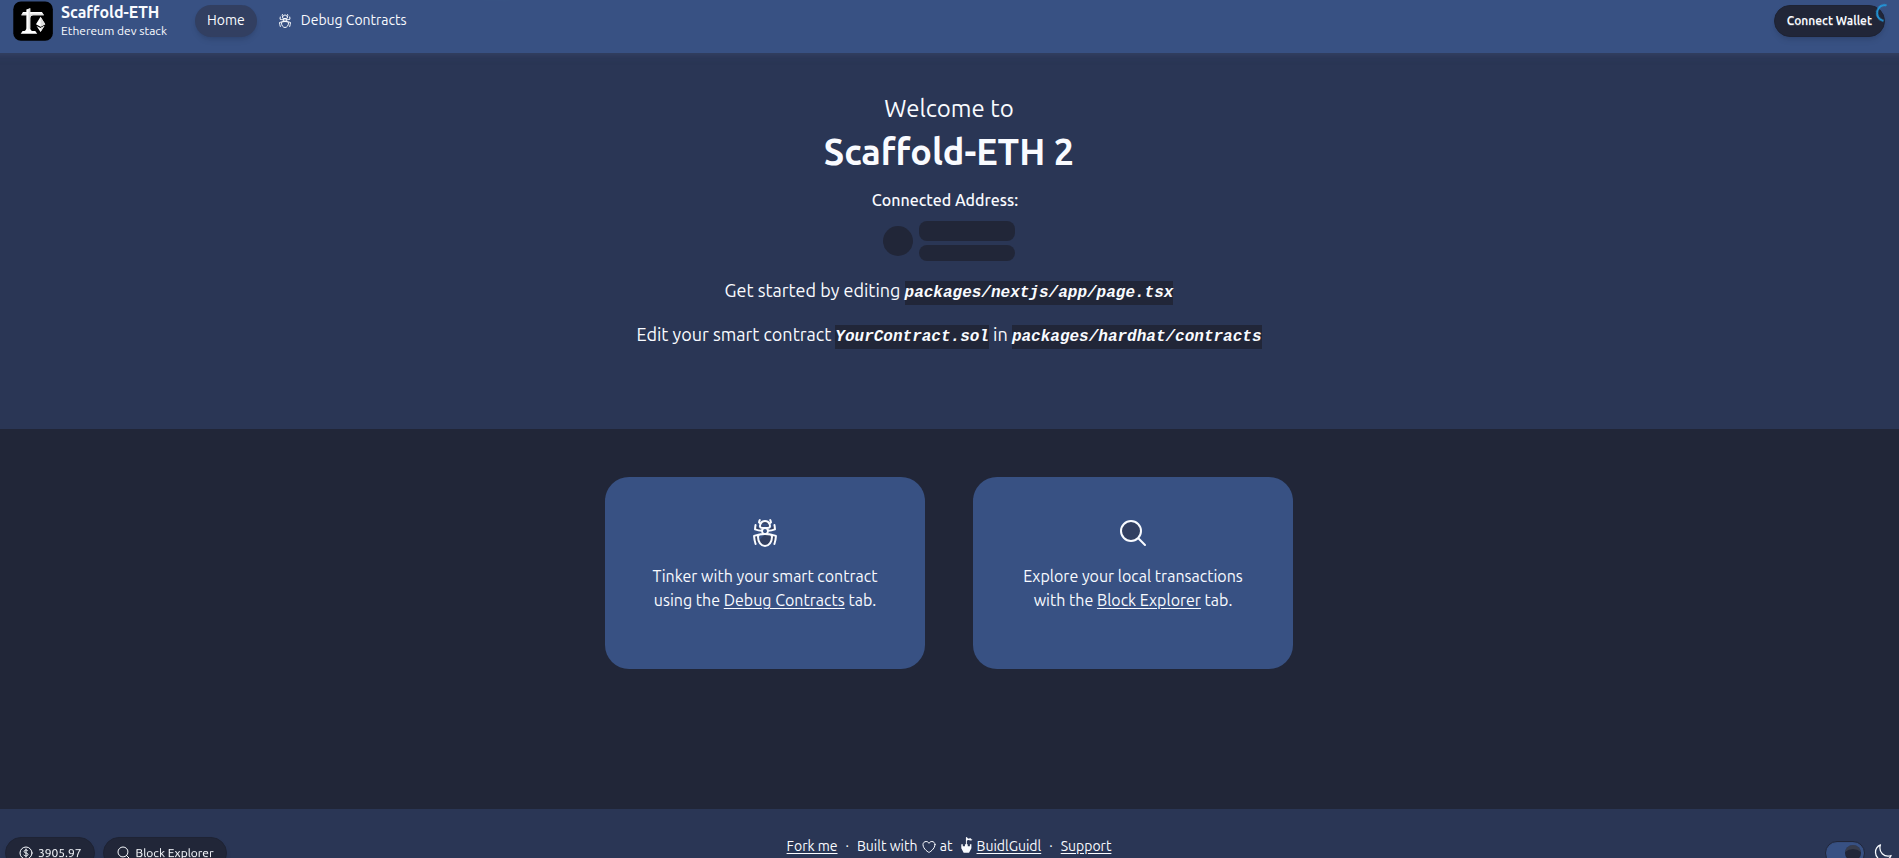 Scaffold-ETH
Ethereum dev stack
Home
Debug Contracts
Connect Wallet
Welcome to
Scaffold-ETH 2
Connected Address:
Get started by editing packages/nextjs/app/page.tsx
Edit your smart contract YourContract.sol in packages/hardhat/contracts
Tinker with your smart contract
using the Debug Contracts tab.
Explore your local transactions
with the Block Explorer tab.
3905.97
Block Explorer
Fork me · Built with ♡ at BuidlGuidl · Support